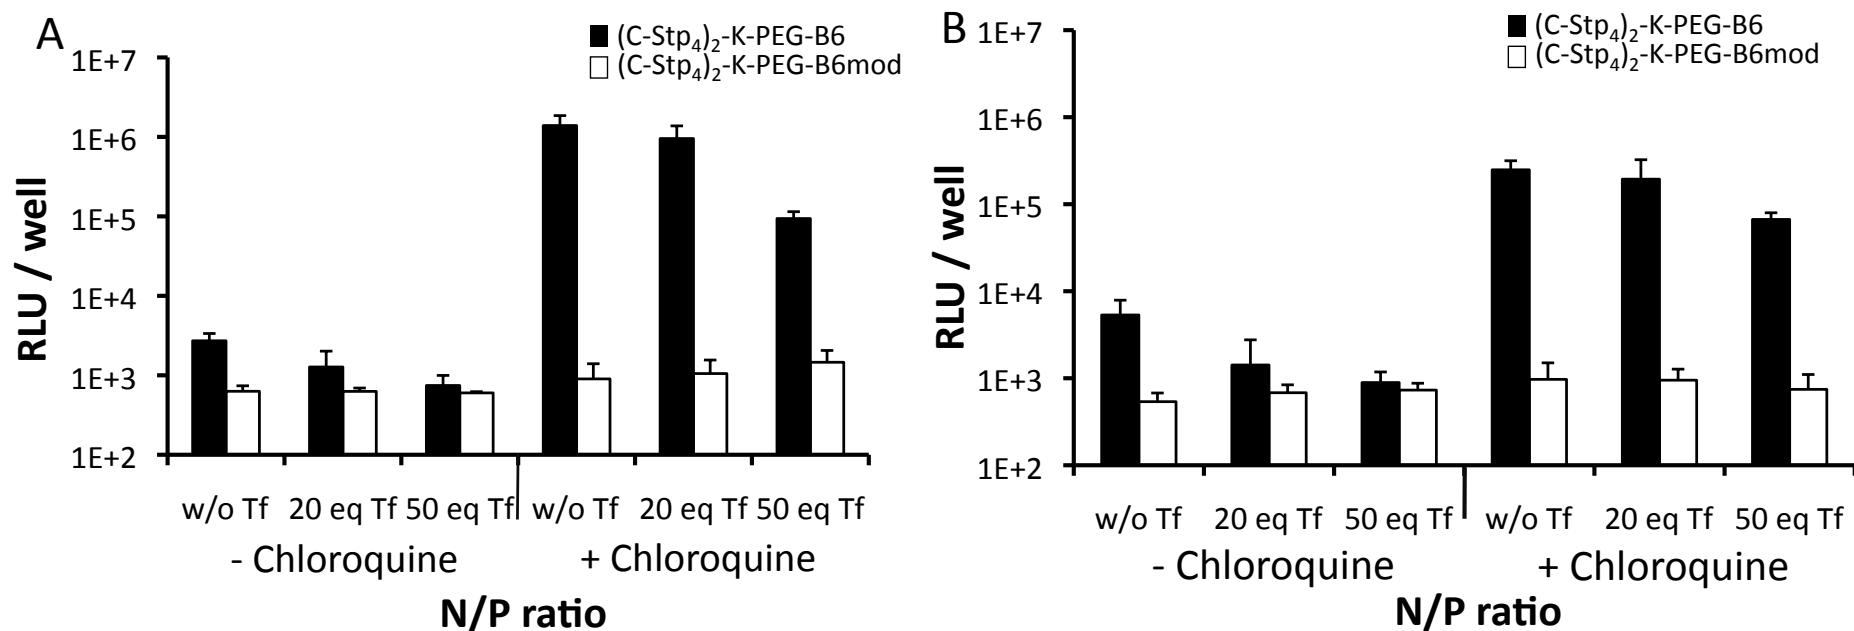 A
(C-Stp4)2-K-PEG-B6
(C-Stp4)2-K-PEG-B6mod
1E+7
1E+6
1E+5
1E+4
1E+3
1E+2
RLU / well
w/o Tf 20 eq Tf 50 eq Tf w/o Tf 20 eq Tf 50 eq Tf
- Chloroquine + Chloroquine
N/P ratio
B
(C-Stp4)2-K-PEG-B6
(C-Stp4)2-K-PEG-B6mod
1E+7
1E+6
1E+5
1E+4
1E+3
1E+2
RLU / well
w/o Tf 20 eq Tf 50 eq Tf w/o Tf 20 eq Tf 50 eq Tf
- Chloroquine + Chloroquine
N/P ratio